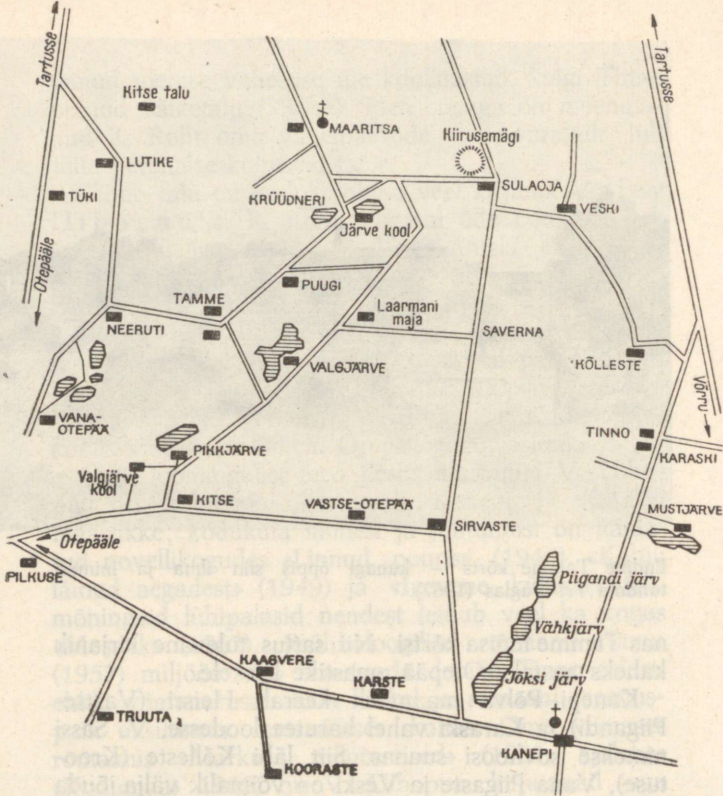 Tartusse
Tartusse
Kitse talu
MAARITSA
Kiirusemägi
LUTIKE
SULAOJA
TÜKI
KRÜÜDNERI
VESKI
Järve kool
Otepääle
TAMME
PUUGI
Laarmani
maja
NEERUTI
SAVERNA
VALGJÄRVE
KÕLLESTE
Võrru
VANA-
OTEPÄÄ
TINNO
PIKKJÄRVE
KARASKI
Valgjärve
kool
KITSE
VASTSE-OTEPÄÄ
MUSTJÄRVE
SIRVASTE
Otepääle
PILKUSE
Piigandi järv
Vähkjärv
KAAGVERE
KARSTE
Jõksi järv
TRUUTA
KANEPI
KOORASTE